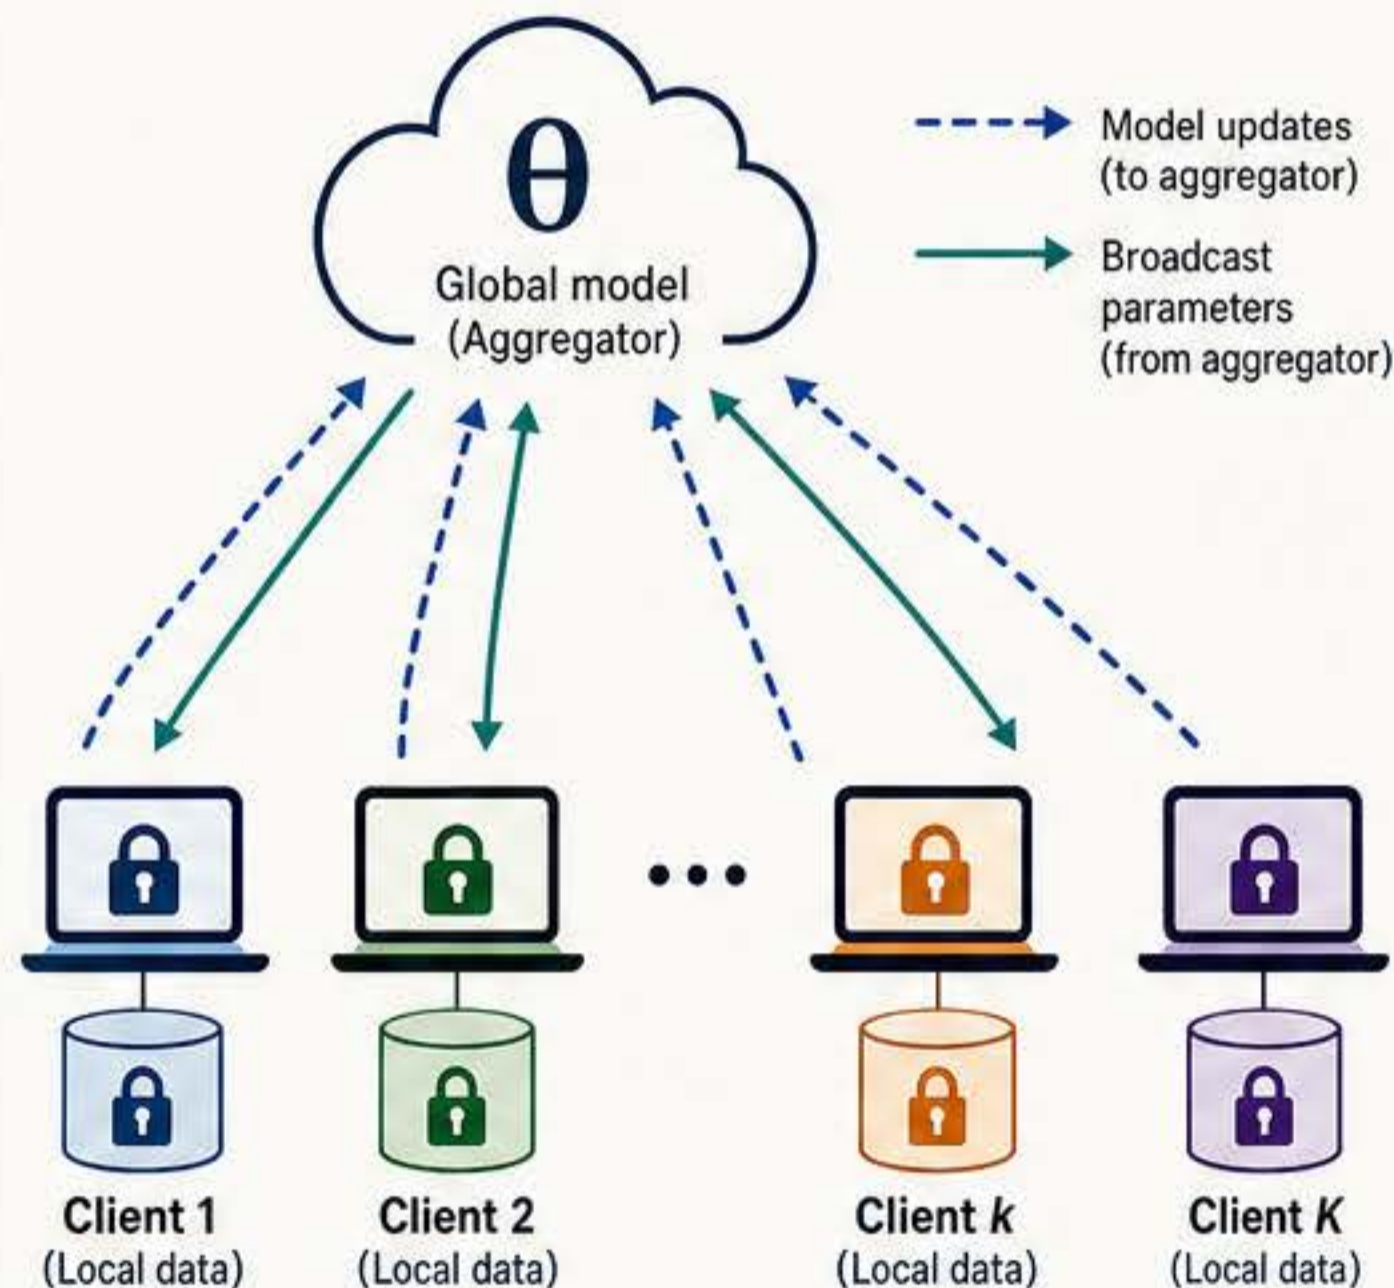 θ
Global model
(Aggregator)
Model updates
(to aggregator)
Broadcast
parameters
(from aggregator)
Client 1
(Local data)
Client 2
(Local data)
Client k
(Local data)
Client K
(Local data)